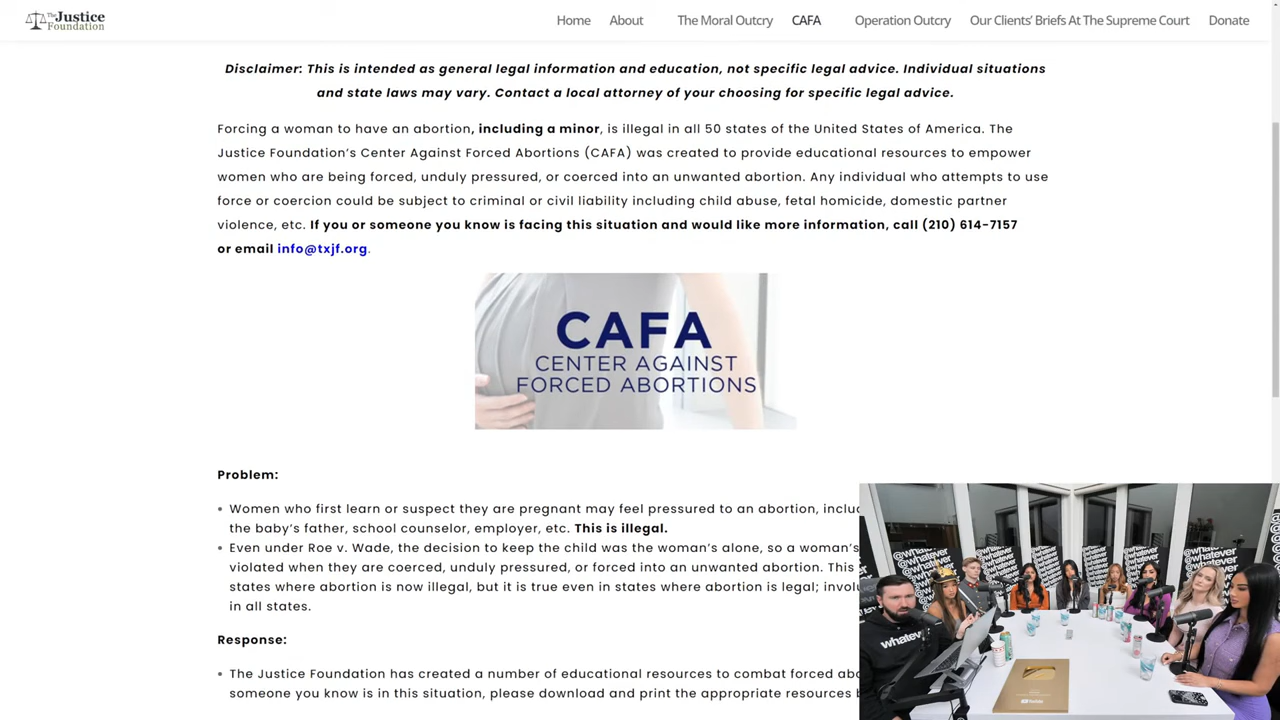 The Justice
Foundation
Home About The Moral Outcry CAFA Operation Outcry Our Clients' Briefs At The Supreme Court Donate
Disclaimer: This is intended as general legal information and education, not specific legal advice. Individual situations
and state laws may vary. Contact a local attorney of your choosing for specific legal advice.
Forcing a woman to have an abortion, including a minor, is illegal in all 50 states of the United States of America. The
Justice Foundation's Center Against Forced Abortions (CAFA) was created to provide educational resources to empower
women who are being forced, unduly pressured, or coerced into an unwanted abortion. Any individual who attempts to use
force or coercion could be subject to criminal or civil liability including child abuse, fetal homicide, domestic partner
violence, etc. If you or someone you know is facing this situation and would like more information, call (210) 614-7157
or email info@txjf.org.
CAFA
CENTER AGAINST
FORCED ABORTIONS
Problem:
• Women who first learn or suspect they are pregnant may feel pressured to an abortion,
the baby's father, school counselor, employer, etc. This is illegal.
• Even under Roe v. Wade, the decision to keep the child was the woman's alone, so a woman's
violated when they are coerced, unduly pressured, or forced into an unwanted abortion. This
states where abortion is now illegal, but it is true even in states where abortion is legal;
in all states.
Response:
• The Justice Foundation has created a number of educational resources to combat forced
someone you know is in this situation, please download and print the appropriate resources
@whatever
@whatever
@whatever
whatever
YouTube